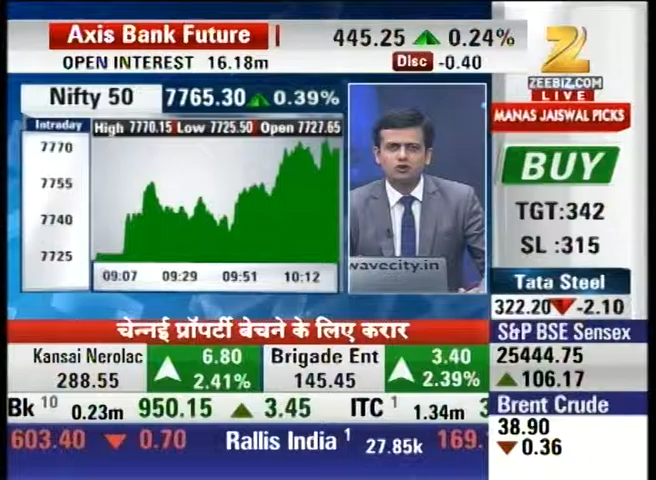 Axis Bank Future
445.25 0.24%
OPEN INTEREST 16.18m
Disc -0.40
ZEEBIZ.COM
LIVE
MANAS JAISWAL PICKS
BUY
TGT:342
SL :315
Tata Steel
322.20 -2.10
Nifty 50 7765.30 0.39%
Intraday High 7770.15 Low 7725.50 Open 7727.65
7770
7755
7740
7725
09:07 09:29 09:51 10:12
wavecity.in
चेन्नई प्रॉपर्टी बेचने के लिए करार
S&P BSE Sensex
25444.75
106.17
Kansai Nerolac 6.80 Brigade Ent 3.40
288.55 2.41% 145.45 2.39%
Bk 10 0.23m 950.15 3.45 ITC 1 1.34m 3
Brent Crude
38.90
0.36
603.40 0.70 Rallis India 1 27.85k 169.